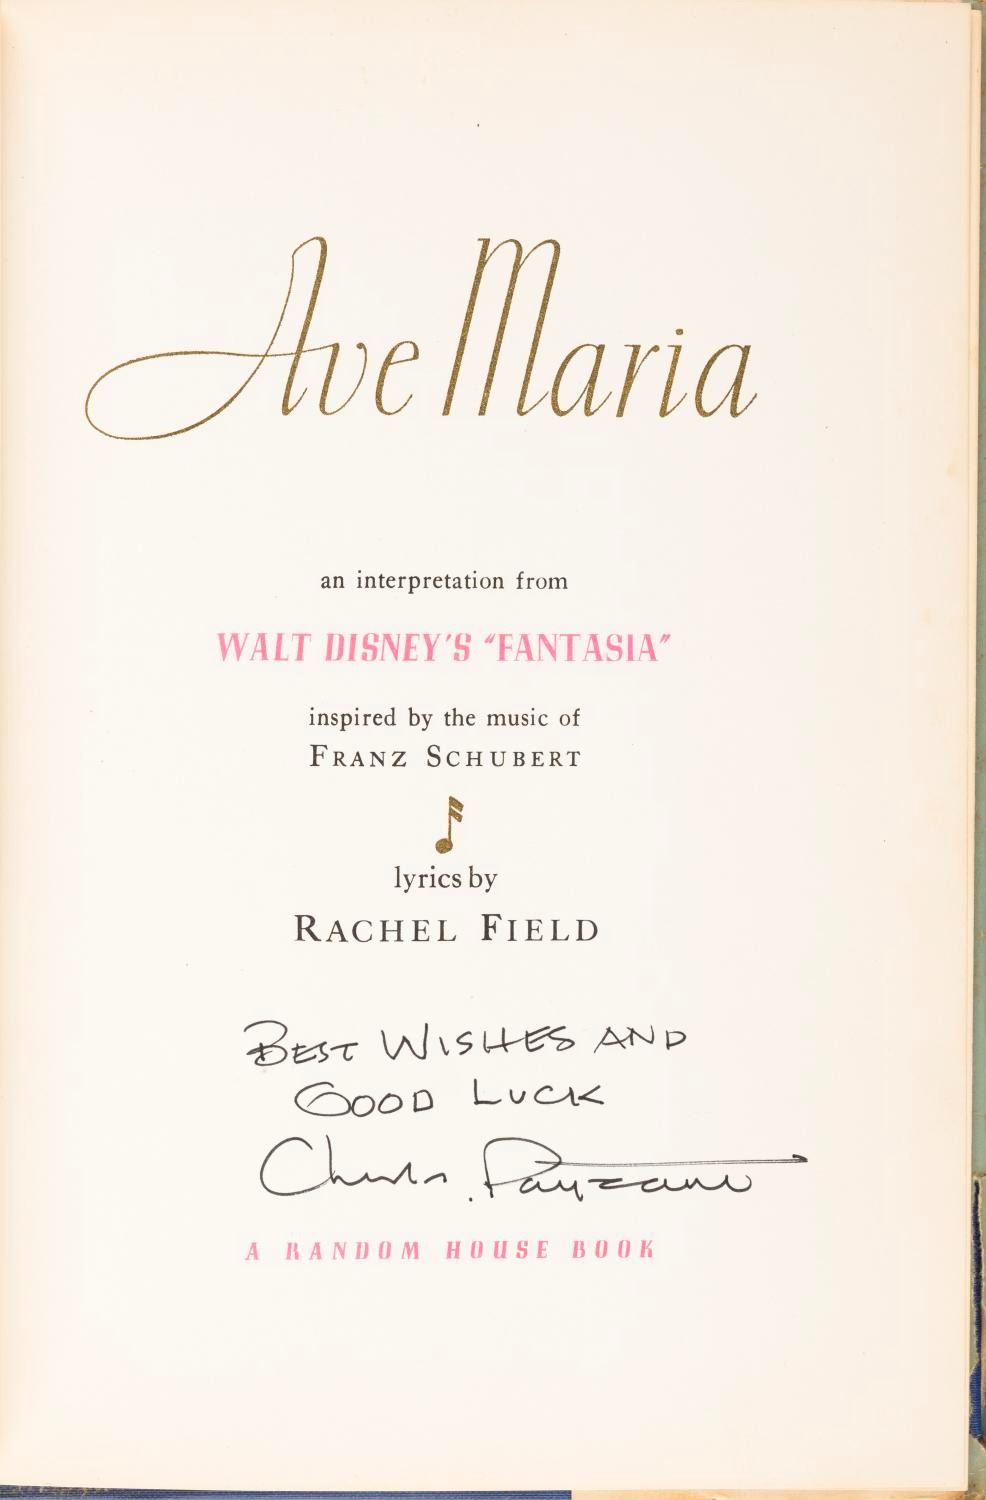 Ave Maria
an interpretation from
WALT DISNEY'S "FANTASIA"
inspired by the music of
FRANZ SCHUBERT
lyrics by
RACHEL FIELD
BEST WISHES AND
GOOD LUCK
Charles
A RANDOM HOUSE BOOK